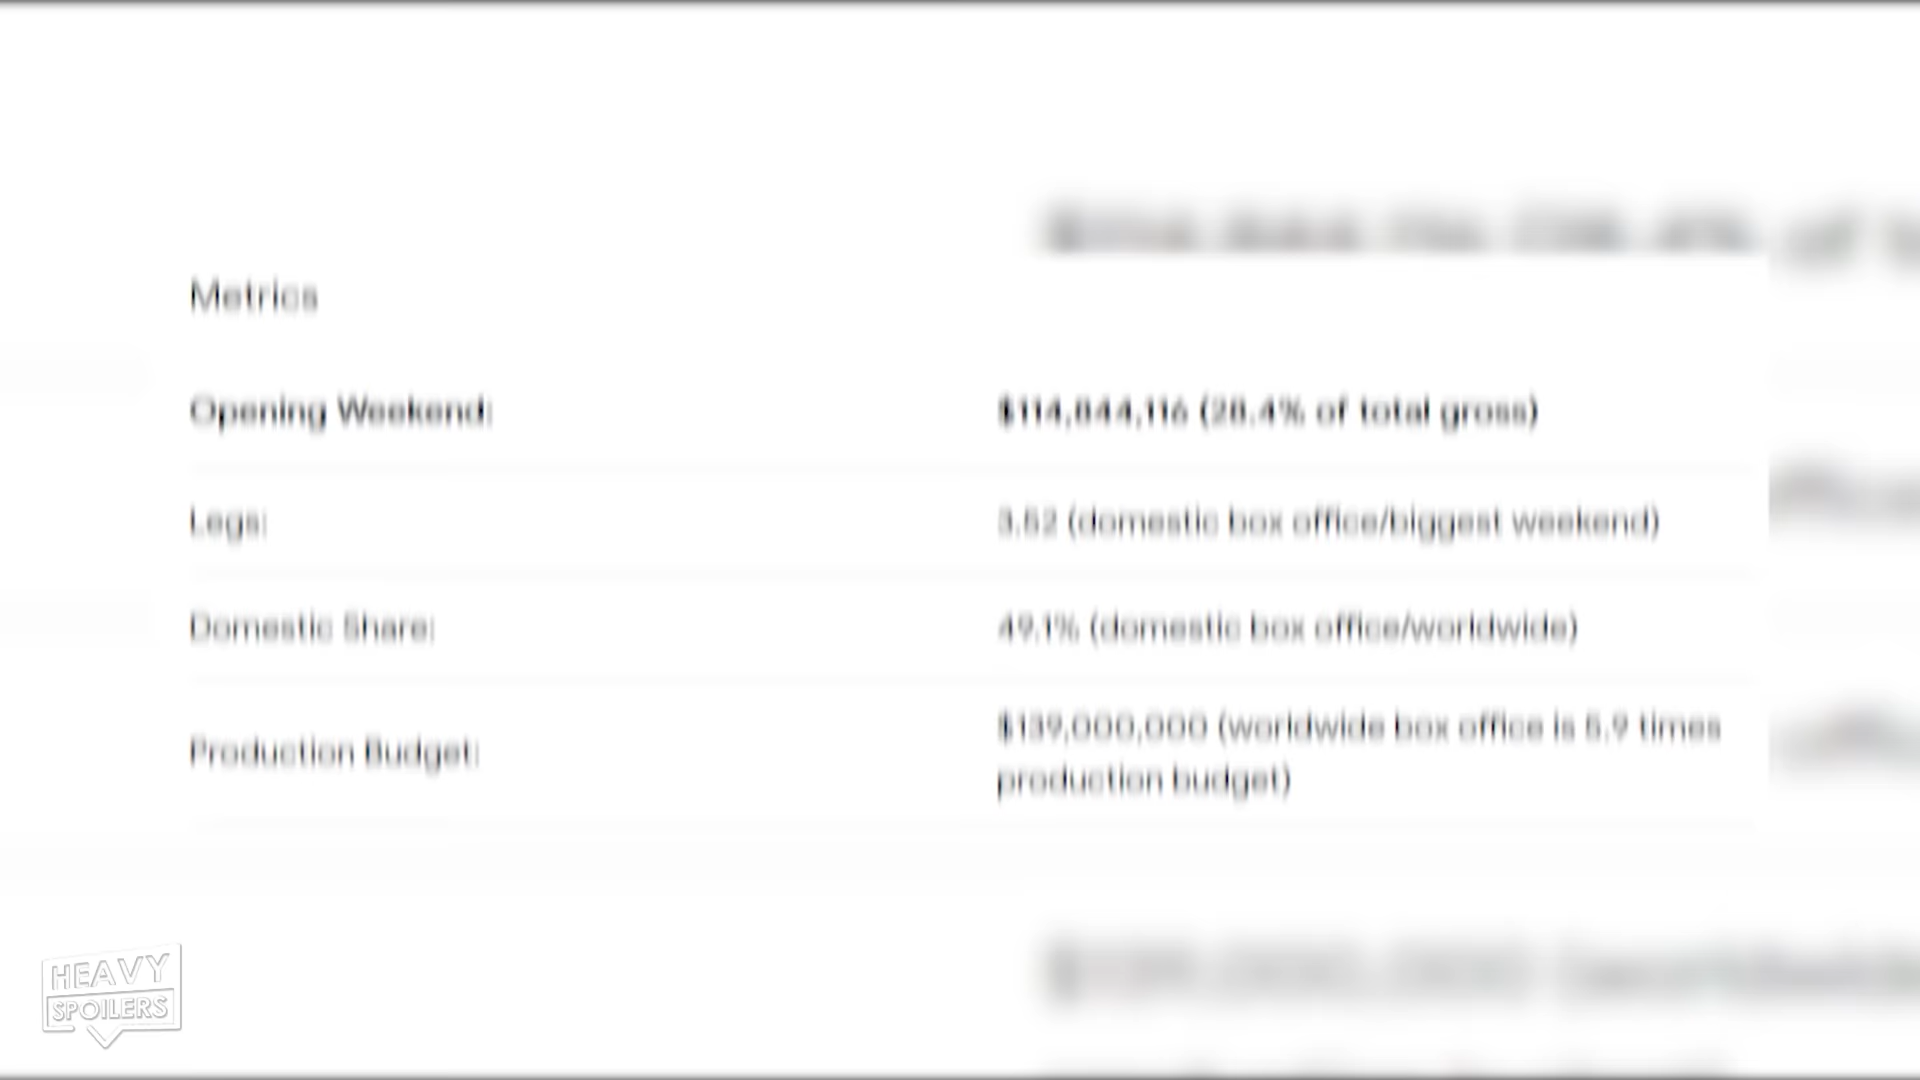 Metrics
Opening Weekend: $114,844,116 (28.4% of total gross)
Legs: 3.52 (domestic box office/biggest weekend)
Domestic Share: 49.1% (domestic box office/worldwide)
Production Budget: $139,000,000 (worldwide box office is 5.9 times
production budget)
HEAVY
SPOILERS